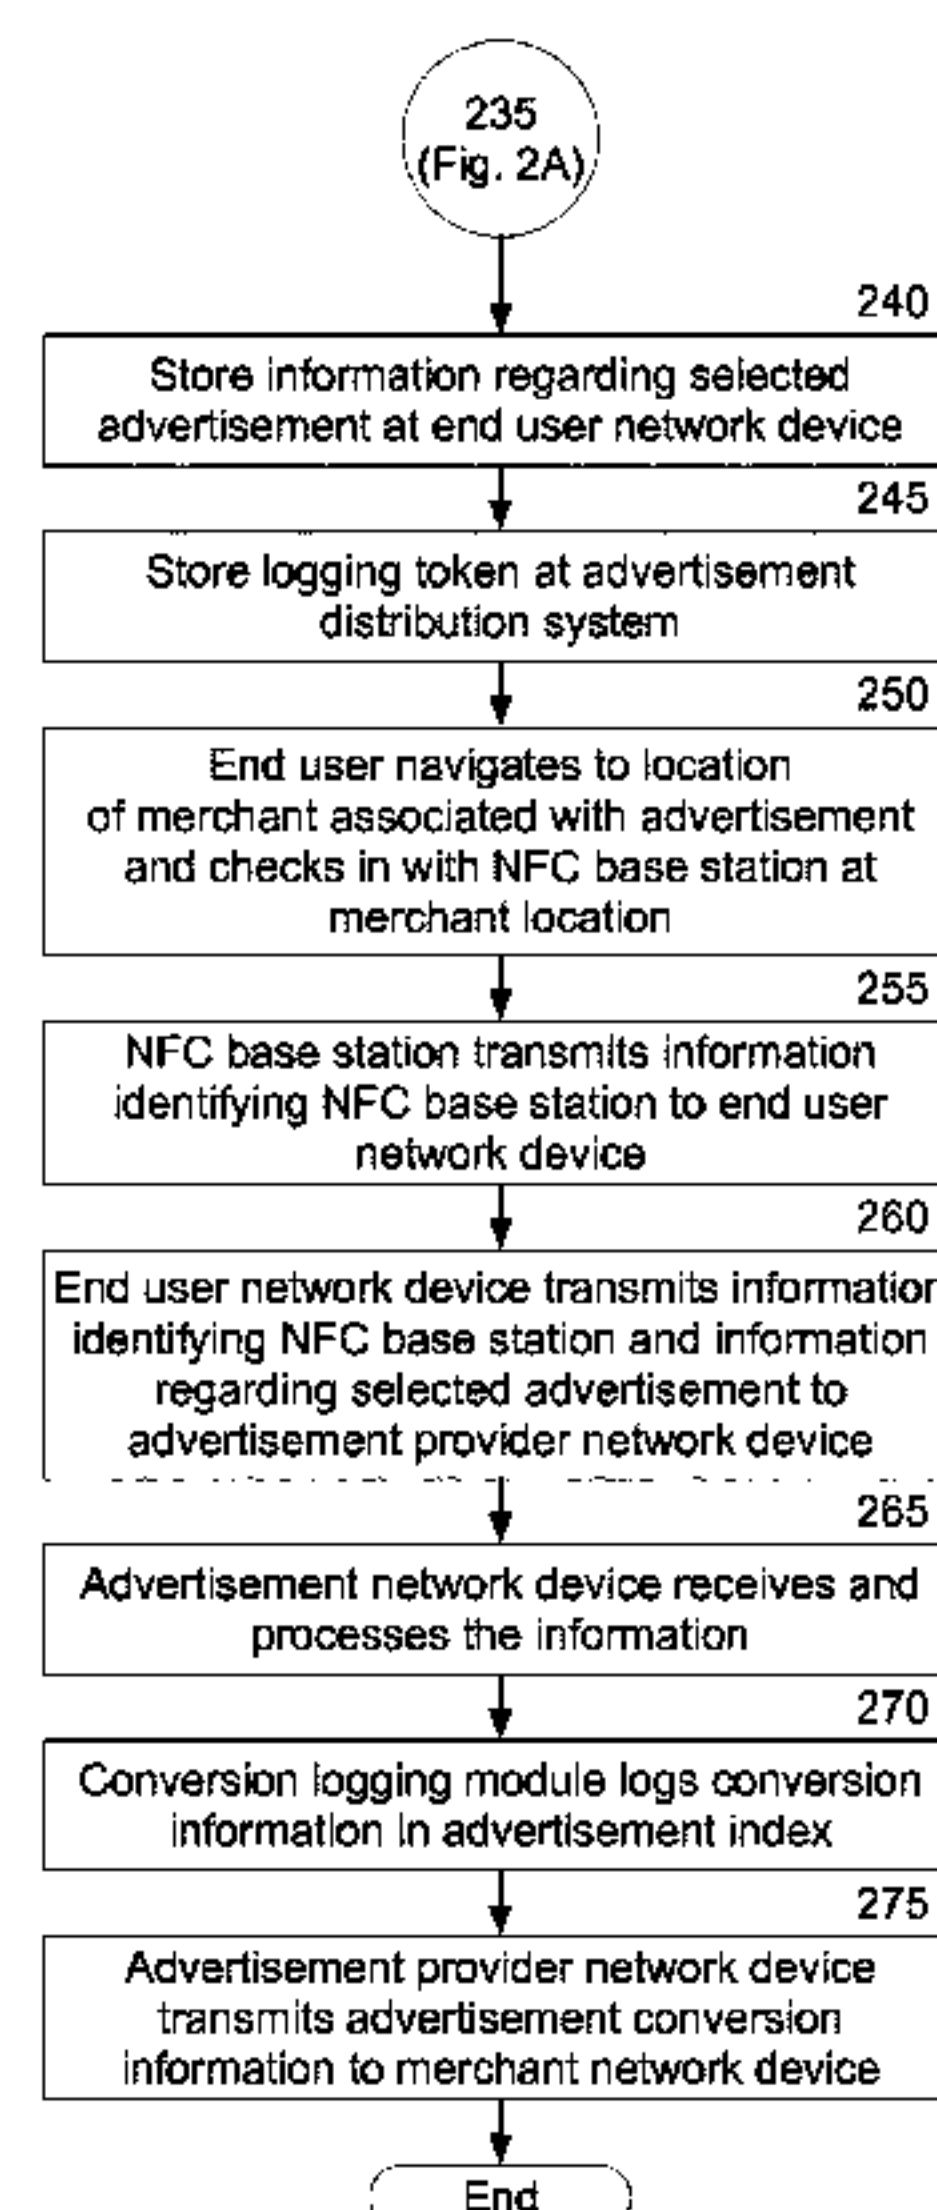 235
(Fig. 2A)
240
Store information regarding selected
advertisement at end user network device
245
Store logging token at advertisement
distribution system
250
End user navigates to location
of merchant associated with advertisement
and checks in with NFC base station at
merchant location
255
NFC base station transmits information
identifying NFC base station to end user
network device
260
End user network device transmits information
identifying NFC base station and information
regarding selected advertisement to
advertisement provider network device
265
Advertisement network device receives and
processes the information
270
Conversion logging module logs conversion
information in advertisement index
275
Advertisement provider network device
transmits advertisement conversion
information to merchant network device
End